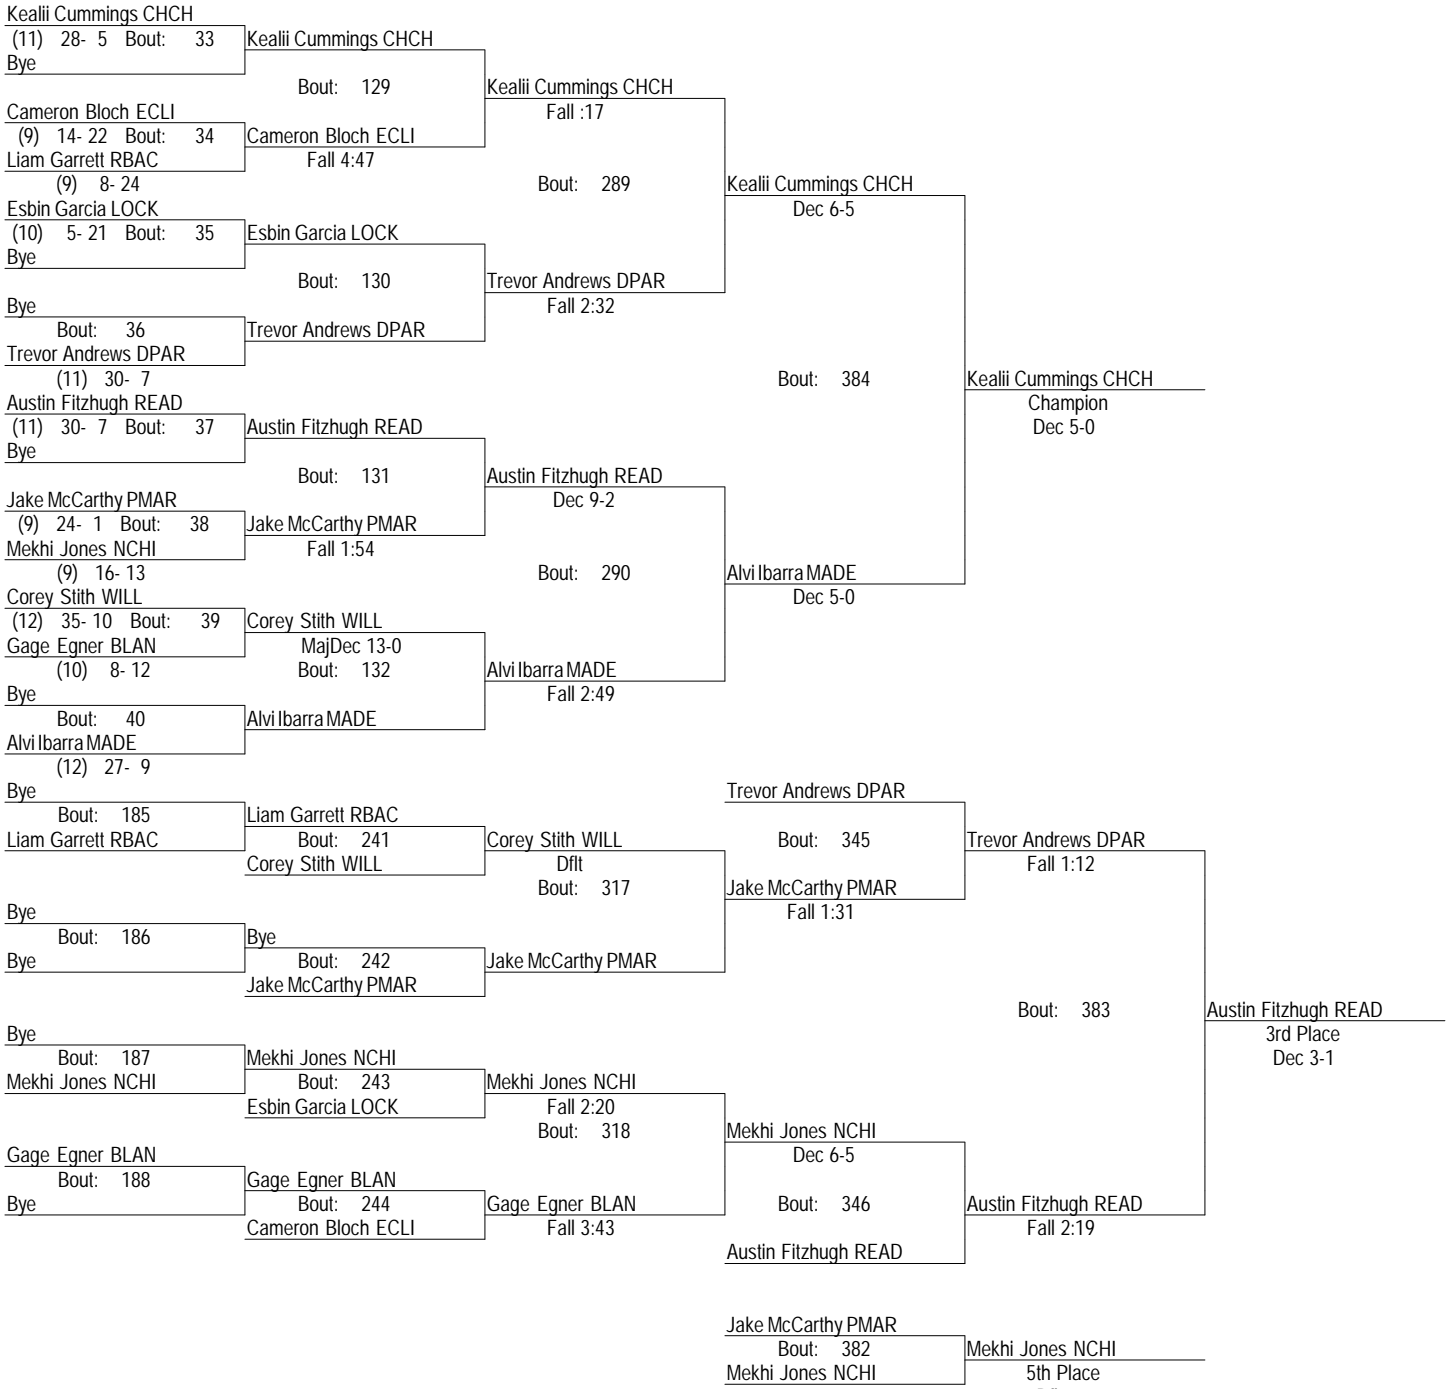 Kealii Cummings CHCH
(11) 28- 5 Bout: 33 Kealii Cummings CHCH
Bye
Bout: 129 Kealii Cummings CHCH
Cameron Bloch ECLI Fall :17
(9) 14- 22 Bout: 34 Cameron Bloch ECLI
Liam Garrett RBAC Fall 4:47
(9) 8- 24 Bout: 289 Kealii Cummings CHCH
Esbin Garcia LOCK Dec 6-5
(10) 5- 21 Bout: 35 Esbin Garcia LOCK
Bye
Bout: 130 Trevor Andrews DPAR
Bye Fall 2:32
Bout: 36 Trevor Andrews DPAR
Trevor Andrews DPAR
(11) 30- 7 Bout: 384 Kealii Cummings CHCH
Austin Fitzhugh READ Champion
(11) 30- 7 Bout: 37 Austin Fitzhugh READ Dec 5-0
Bye
Bout: 131 Austin Fitzhugh READ
Jake McCarthy PMAR Dec 9-2
(9) 24- 1 Bout: 38 Jake McCarthy PMAR
Mekhi Jones NCHI Fall 1:54
(9) 16- 13 Bout: 290 Alvi Ibarra MADE
Corey Stith WILL Dec 5-0
(12) 35- 10 Bout: 39 Corey Stith WILL
Gage Egner BLAN MajDec 13-0
(10) 8- 12 Bout: 132 Alvi Ibarra MADE
Bye Fall 2:49
Bout: 40 Alvi Ibarra MADE
Alvi Ibarra MADE
(12) 27- 9
Bye Trevor Andrews DPAR
Bout: 185 Liam Garrett RBAC
Liam Garrett RBAC Bout: 241 Corey Stith WILL Bout: 345 Trevor Andrews DPAR
Corey Stith WILL Dflt Fall 1:12
Bout: 317 Jake McCarthy PMAR
Bye Fall 1:31
Bout: 186 Bye
Bye Bout: 242 Jake McCarthy PMAR
Jake McCarthy PMAR
Bout: 383 Austin Fitzhugh READ
Bye 3rd Place
Bout: 187 Mekhi Jones NCHI Dec 3-1
Mekhi Jones NCHI Bout: 243 Mekhi Jones NCHI
Esbin Garcia LOCK Fall 2:20
Bout: 318 Mekhi Jones NCHI
Gage Egner BLAN Dec 6-5
Bout: 188 Gage Egner BLAN
Bye Bout: 244 Gage Egner BLAN Bout: 346 Austin Fitzhugh READ
Cameron Bloch ECLI Fall 3:43 Fall 2:19
Austin Fitzhugh READ
Jake McCarthy PMAR
Bout: 382 Mekhi Jones NCHI
Mekhi Jones NCHI 5th Place